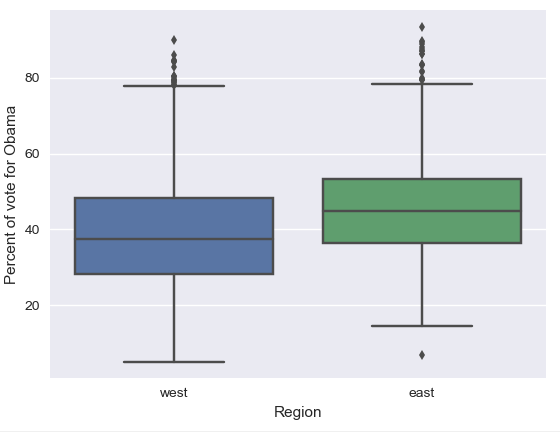 Percent of vote for Obama
80
60
40
20
west east
Region